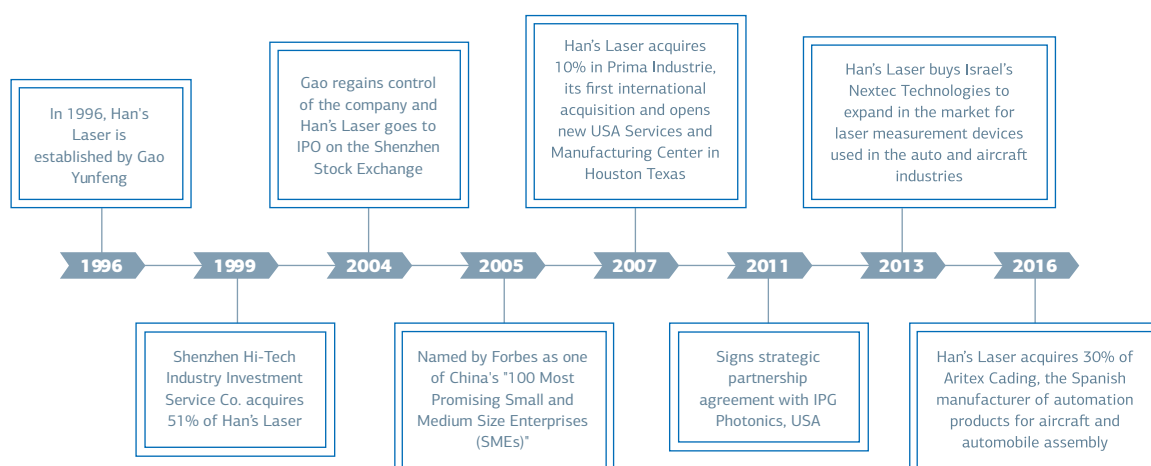 In 1996, Han's
Laser is
established by Gao
Yunfeng
Gao regains control
of the company and
Han's Laser goes to
IPO on the Shenzhen
Stock Exchange
Han's Laser acquires
10% in Prima Industrie,
its first international
acquisition and opens
new USA Services and
Manufacturing Center in
Houston Texas
Han's Laser buys Israel's
Nextec Technologies to
expand in the market for
laser measurement devices
used in the auto and aircraft
industries
1996
1999
2004
2005
2007
2011
2013
2016
Shenzhen Hi-Tech
Industry Investment
Service Co. acquires
51% of Han's Laser
Named by Forbes as one
of China's "100 Most
Promising Small and
Medium Size Enterprises
(SMEs)"
Signs strategic
partnership
agreement with IPG
Photonics, USA
Han's Laser acquires 30% of
Aritex Cading, the Spanish
manufacturer of automation
products for aircraft and
automobile assembly